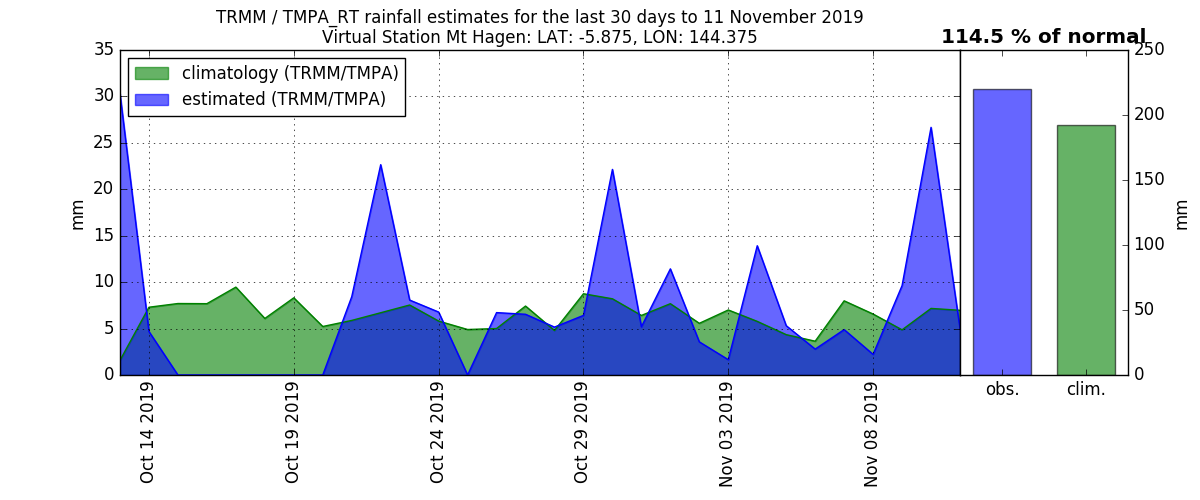 TRMM / TMPA_RT rainfall estimates for the last 30 days to 11 November 2019
Virtual Station Mt Hagen: LAT: -5.875, LON: 144.375
114.5 % of normal
climatology (TRMM/TMPA)
estimated (TRMM/TMPA)
35
30
25
20
15
10
5
0
mm
Oct 14 2019
Oct 19 2019
Oct 24 2019
Oct 29 2019
Nov 03 2019
Nov 08 2019
250
200
150
100
50
0
mm
obs.
clim.